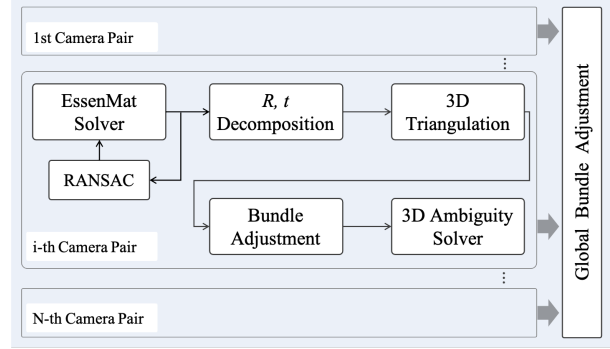 1st Camera Pair
⋮
EssenMat
Solver
R, t
Decomposition
3D
Triangulation
RANSAC
Bundle
Adjustment
3D Ambiguity
Solver
i-th Camera Pair
⋮
N-th Camera Pair
Global Bundle Adjustment